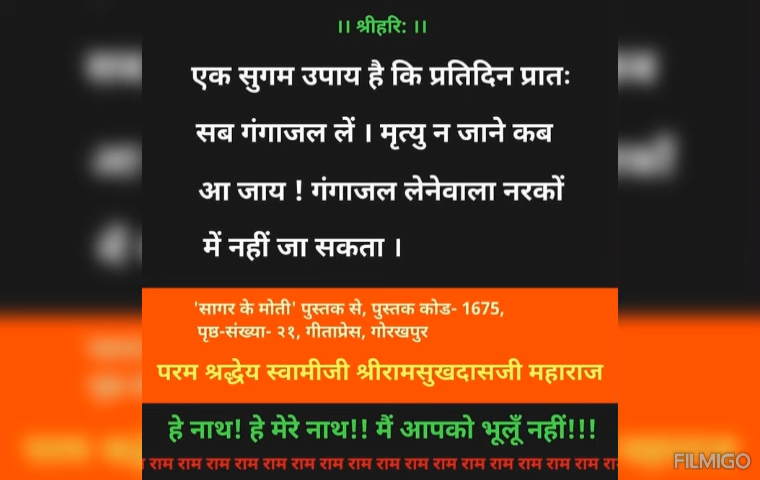 ।। श्रीहरि: ।।
एक सुगम उपाय है कि प्रतिदिन प्रातः
सब गंगाजल लें । मृत्यु न जाने कब
आ जाय ! गंगाजल लेनेवाला नरकों
में नहीं जा सकता ।
'सागर के मोती' पुस्तक से, पुस्तक कोड- 1675,
पृष्ठ-संख्या- २१, गीताप्रेस, गोरखपुर
परम श्रद्धेय स्वामीजी श्रीरामसुखदासजी महाराज
हे नाथ! हे मेरे नाथ!! मैं आपको भूलूँ नहीं!!!
राम राम राम राम राम राम राम राम राम राम राम राम राम राम राम राम रा
FILMIGO